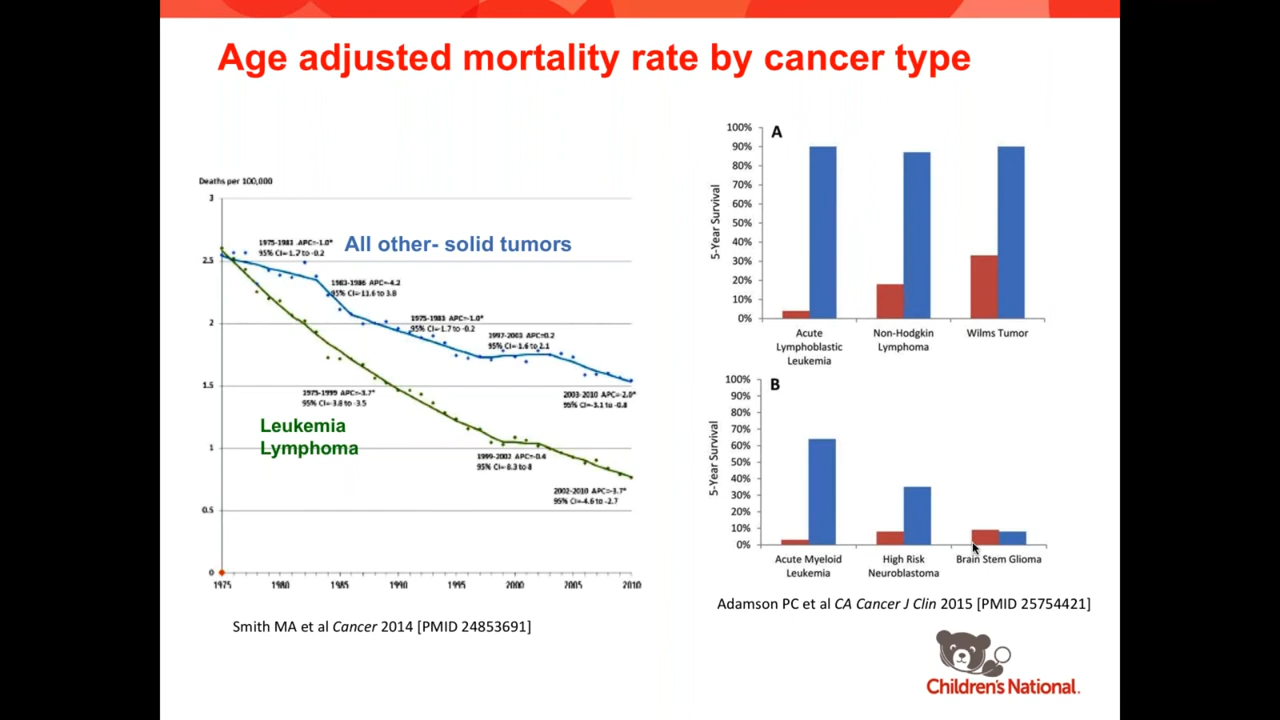 Age adjusted mortality rate by cancer type
Deaths per 100,000
3
2.5
2
1.5
1
0.5
0
1975
1980
1985
1990
1995
2000
2005
2010
1975-1983 APC=-1.0*
95% CI=-1.7 to -0.2
All other- solid tumors
1983-1986 APC=-4.2
95% CI=-11.6 to 3.8
1975-1983 APC=-1.0*
95% CI=-1.7 to -0.2
1997-2003 APC=0.2
95% CI=-1.6 to 2.1
2003-2010 APC=-2.0*
95% CI=-3.1 to -0.8
1975-1999 APC=-3.7*
95% CI=-3.8 to -3.5
Leukemia
Lymphoma
1999-2002 APC=-0.4
2002-2010 APC=-3.7*
95% CI=-4.6 to -2.7
Smith MA et al Cancer 2014 [PMID 24853691]
A
5-Year Survival
100%
90%
80%
70%
60%
50%
40%
30%
20%
10%
0%
Acute
Lymphoblastic
Leukemia
Non-Hodgkin
Lymphoma
Wilms Tumor
B
5-Year Survival
100%
90%
80%
70%
60%
50%
40%
30%
20%
10%
0%
Acute Myeloid
Leukemia
High Risk
Neuroblastoma
Brain Stem Glioma
Adamson PC et al CA Cancer J Clin 2015 [PMID 25754421]
Children's National.